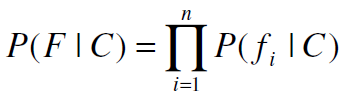 P(F | C) = ∏_{i=1}^{n} P(f_i | C)